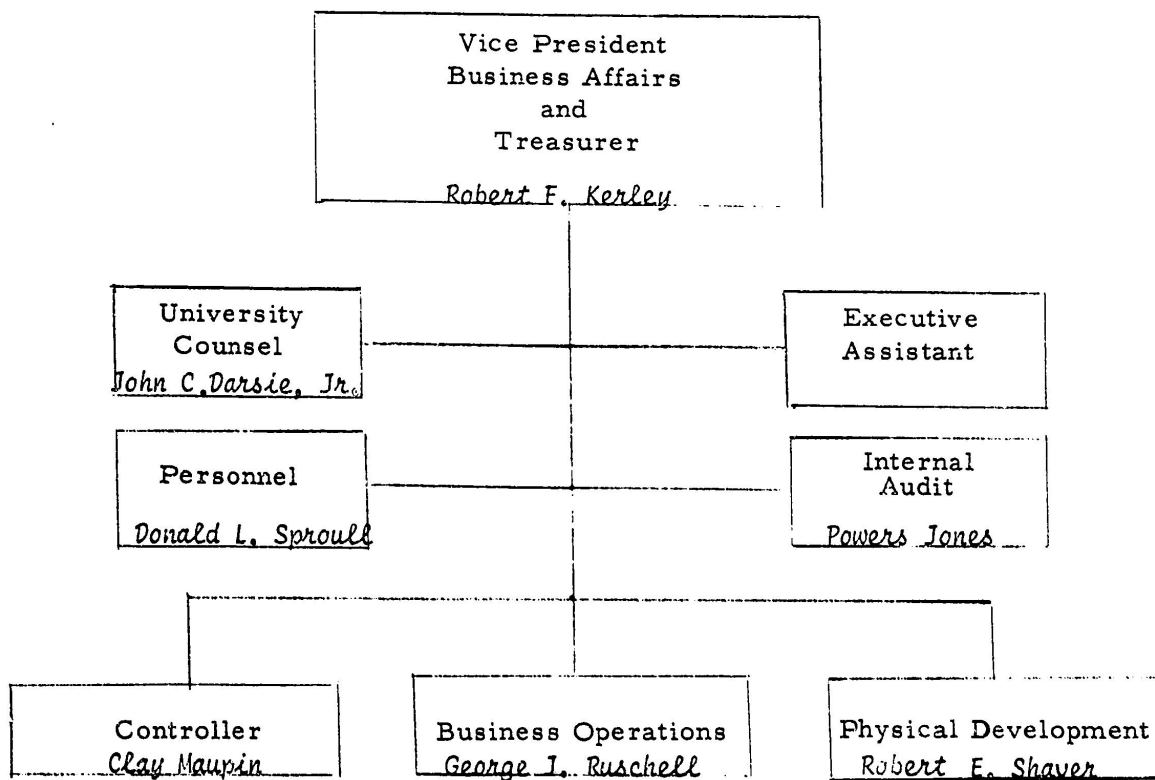 Vice President
Business Affairs
and
Treasurer
Robert F. Kerley
University
Counsel
John C. Darsie, Jr.
Executive
Assistant
Personnel
Donald L. Sproull
Internal
Audit
Powers Jones
Controller
Clay Maupin
Business Operations
George J. Ruschell
Physical Development
Robert E. Shaver